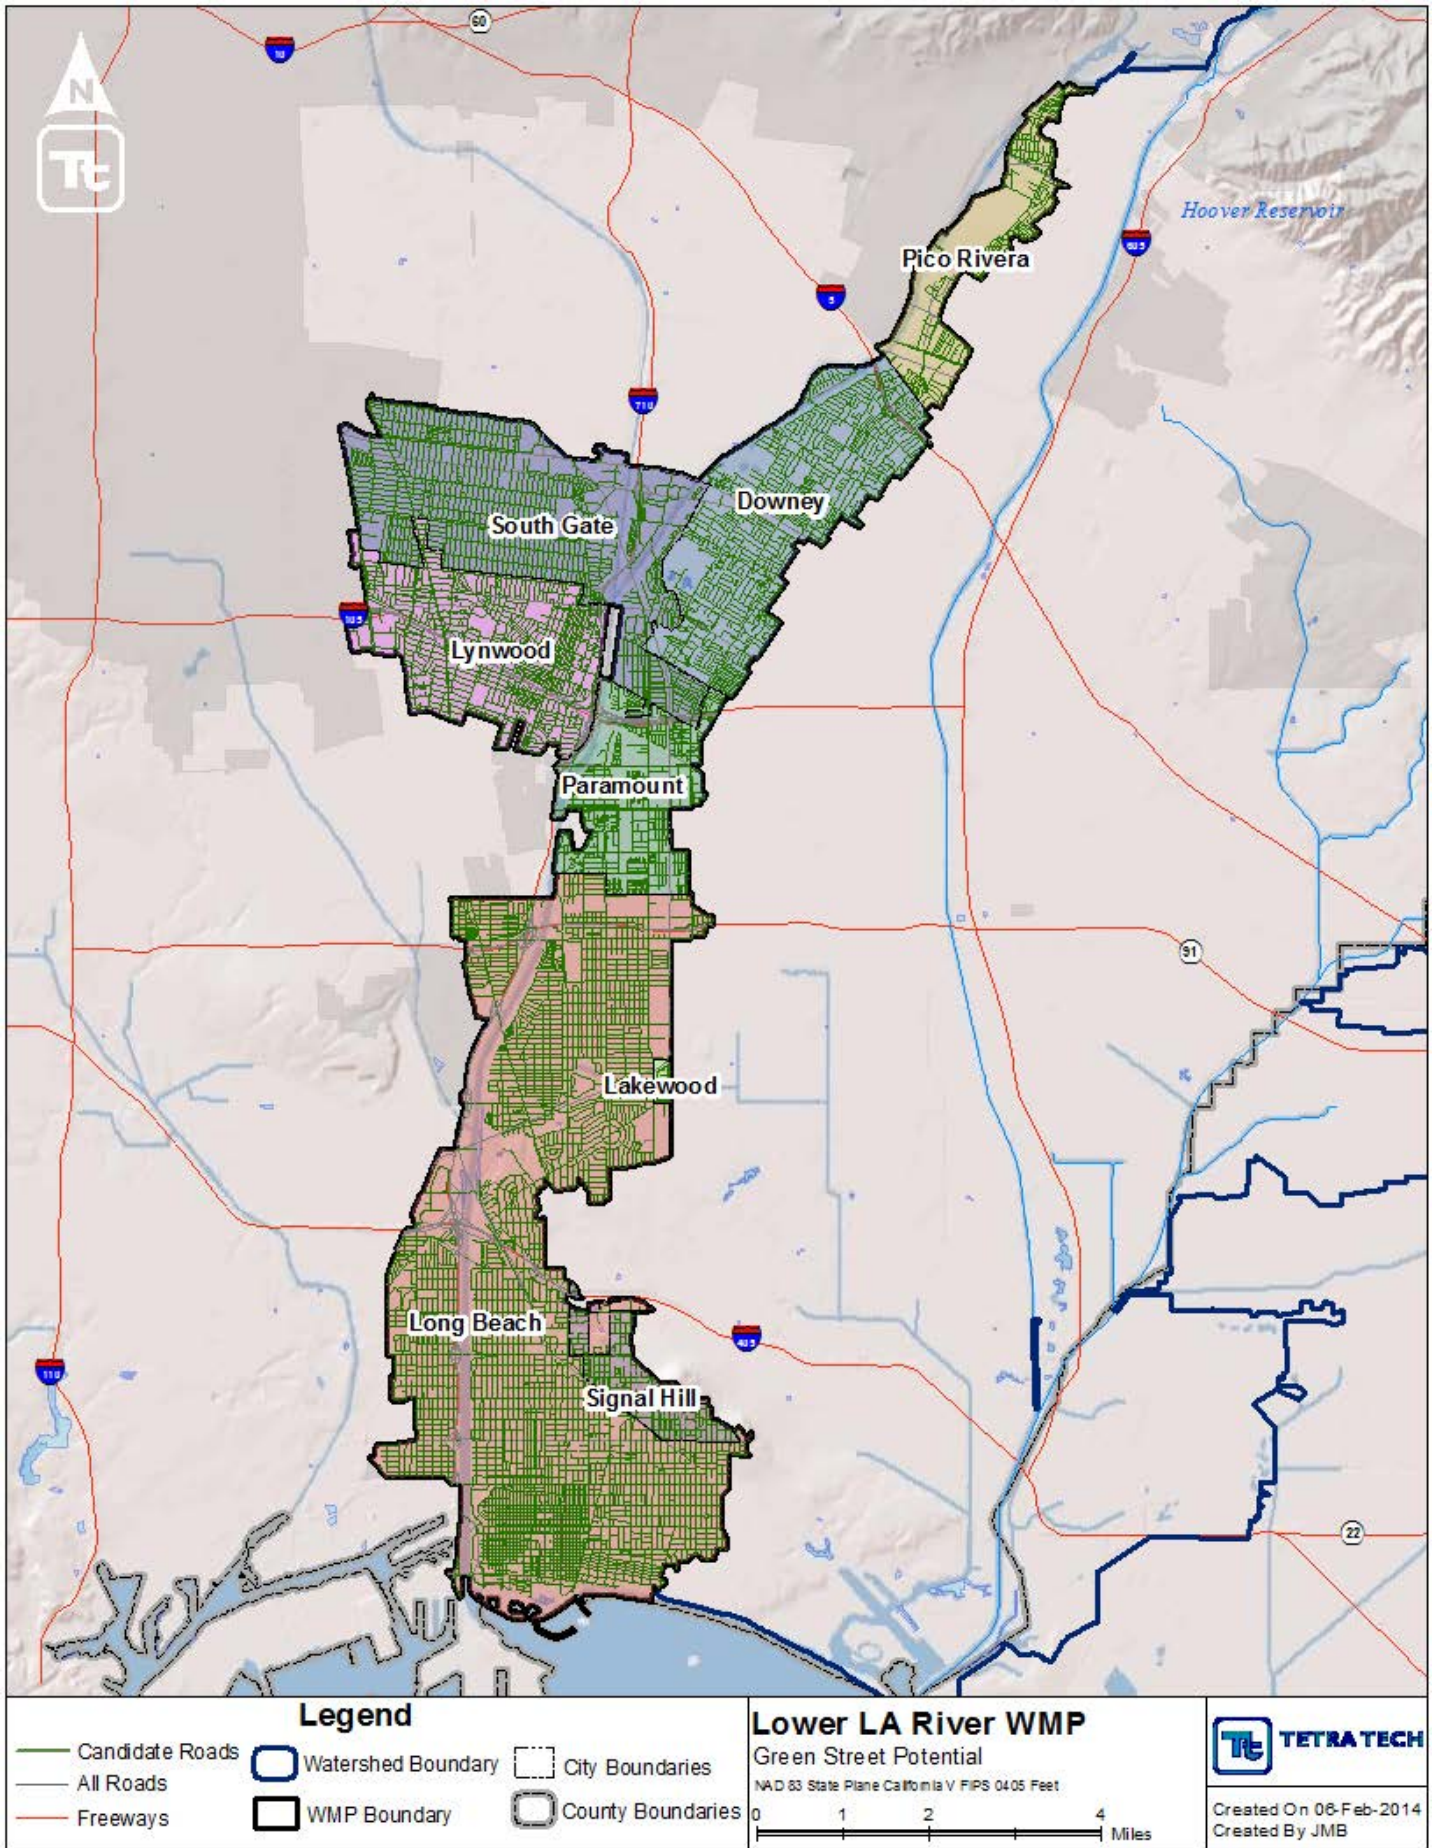 60
10
N
Tt
Hoover Reservoir
605
Pico Rivera
5
710
Downey
South Gate
105
Lynwood
Paramount
91
Lakewood
Long Beach
405
110
Signal Hill
22
Legend
Candidate Roads
All Roads
Freeways
Watershed Boundary
WMP Boundary
City Boundaries
County Boundaries
Lower LA River WMP
Green Street Potential
NAD 83 State Plane California V FIPS 0405 Feet
0 1 2 4
Miles
Tt TETRA TECH
Created On 06-Feb-2014
Created By JMB